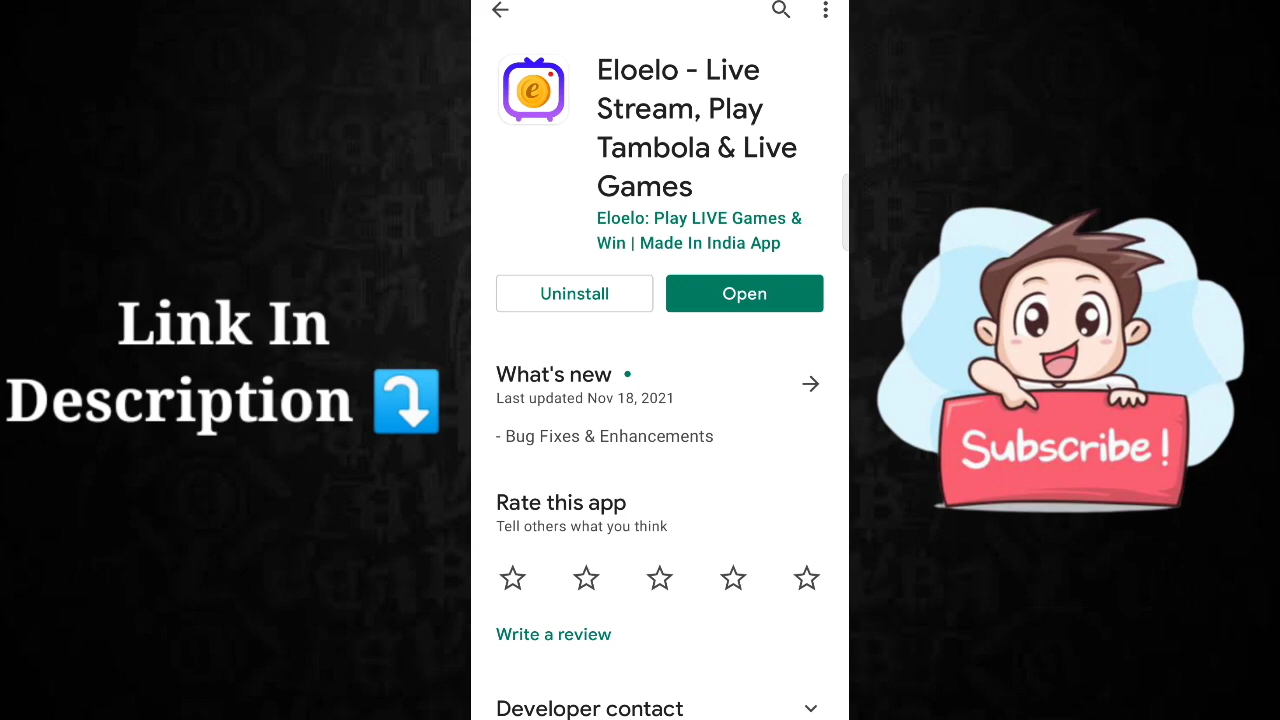 Link In
Description ⤵
Eloelo - Live
Stream, Play
Tambola & Live
Games
Eloelo: Play LIVE Games &
Win | Made In India App
Uninstall
Open
What's new •
Last updated Nov 18, 2021
- Bug Fixes & Enhancements
Rate this app
Tell others what you think
Write a review
Developer contact
Subscribe !